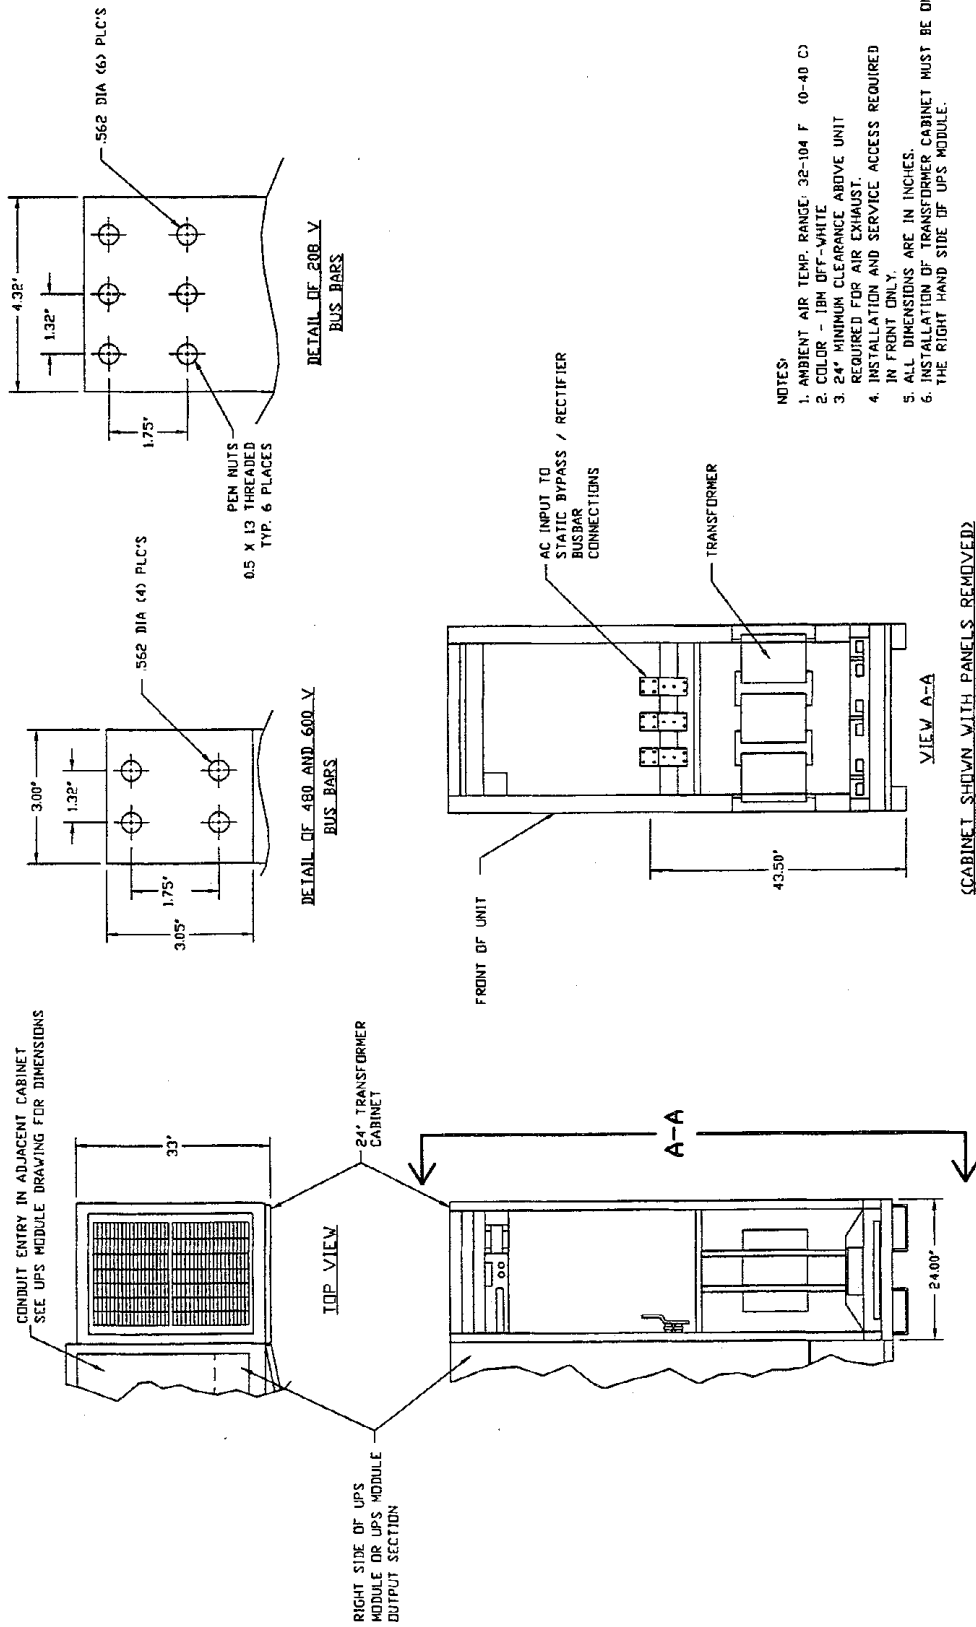 CONDUIT ENTRY IN ADJACENT CABINET
SEE UPS MODULE DRAWING FOR DIMENSIONS
33"
TOP VIEW
24" TRANSFORMER
CABINET
RIGHT SIDE OF UPS
MODULE OR UPS MODULE
OUTPUT SECTION
A-A
24.00"
3.00"
1.32"
.562 DIA (4) PLC'S
1.75"
3.05"
DETAIL OF 480 AND 600 V
BUS BARS
4.32"
1.32"
.562 DIA (6) PLC'S
1.75"
PEM NUTS
0.5 X 13 THREADED
TYP. 6 PLACES
DETAIL OF 208 V
BUS BARS
FRONT OF UNIT
AC INPUT TO
STATIC BYPASS / RECTIFIER
BUSBAR
CONNECTIONS
TRANSFORMER
43.50"
VIEW A-A
(CABINET SHOWN WITH PANELS REMOVED)
NOTES:
1. AMBIENT AIR TEMP. RANGE: 32-104 F (0-40 C)
2. COLOR - IBM OFF-WHITE
3. 24" MINIMUM CLEARANCE ABOVE UNIT
REQUIRED FOR AIR EXHAUST.
4. INSTALLATION AND SERVICE ACCESS REQUIRED
IN FRONT ONLY.
5. ALL DIMENSIONS ARE IN INCHES.
6. INSTALLATION OF TRANSFORMER CABINET MUST BE
THE RIGHT HAND SIDE OF UPS MODULE.